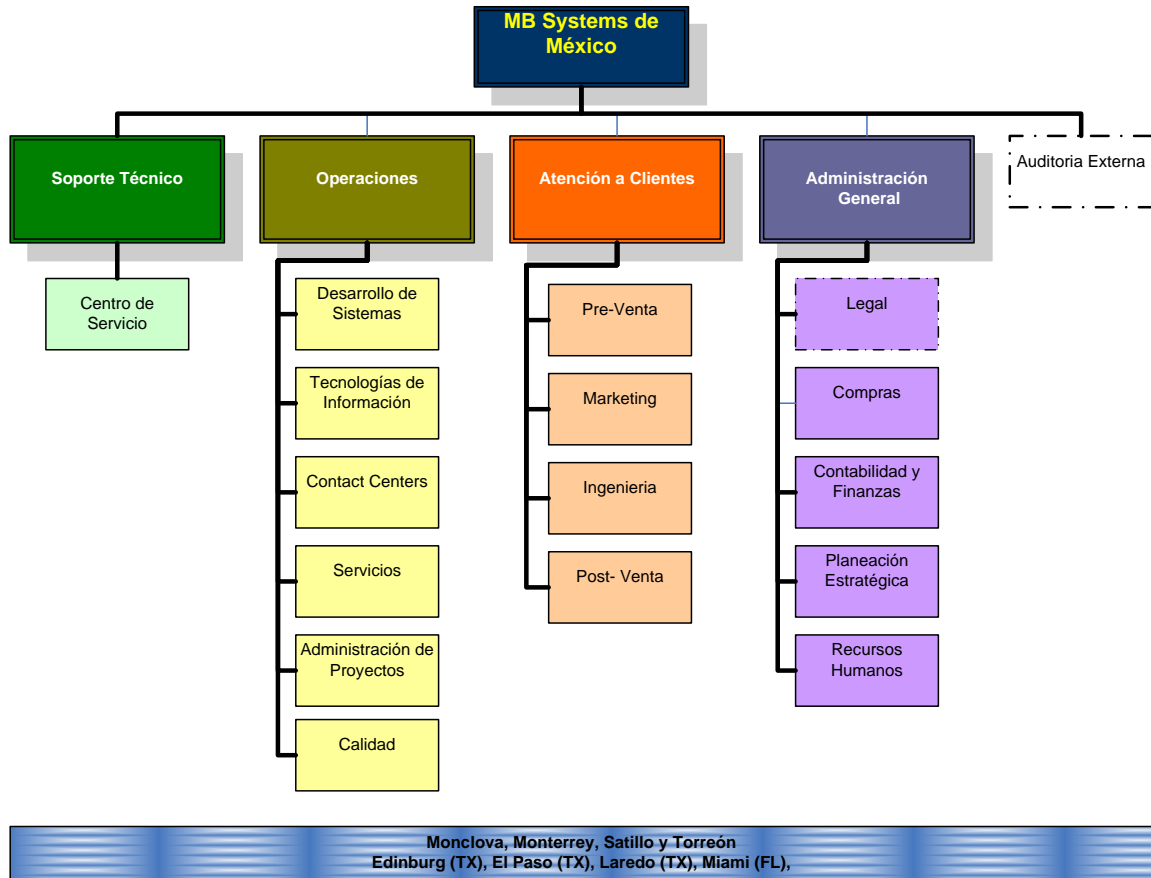 MB Systems de
México
Soporte Técnico
Operaciones
Atención a Clientes
Administración
General
Auditoria Externa
Centro de
Servicio
Desarrollo de
Sistemas
Tecnologías de
Información
Contact Centers
Servicios
Administración de
Proyectos
Calidad
Pre-Venta
Marketing
Ingenieria
Post- Venta
Legal
Compras
Contabilidad y
Finanzas
Planeación
Estratégica
Recursos
Humanos
Monclova, Monterrey, Satillo y Torreón
Edinburg (TX), El Paso (TX), Laredo (TX), Miami (FL),